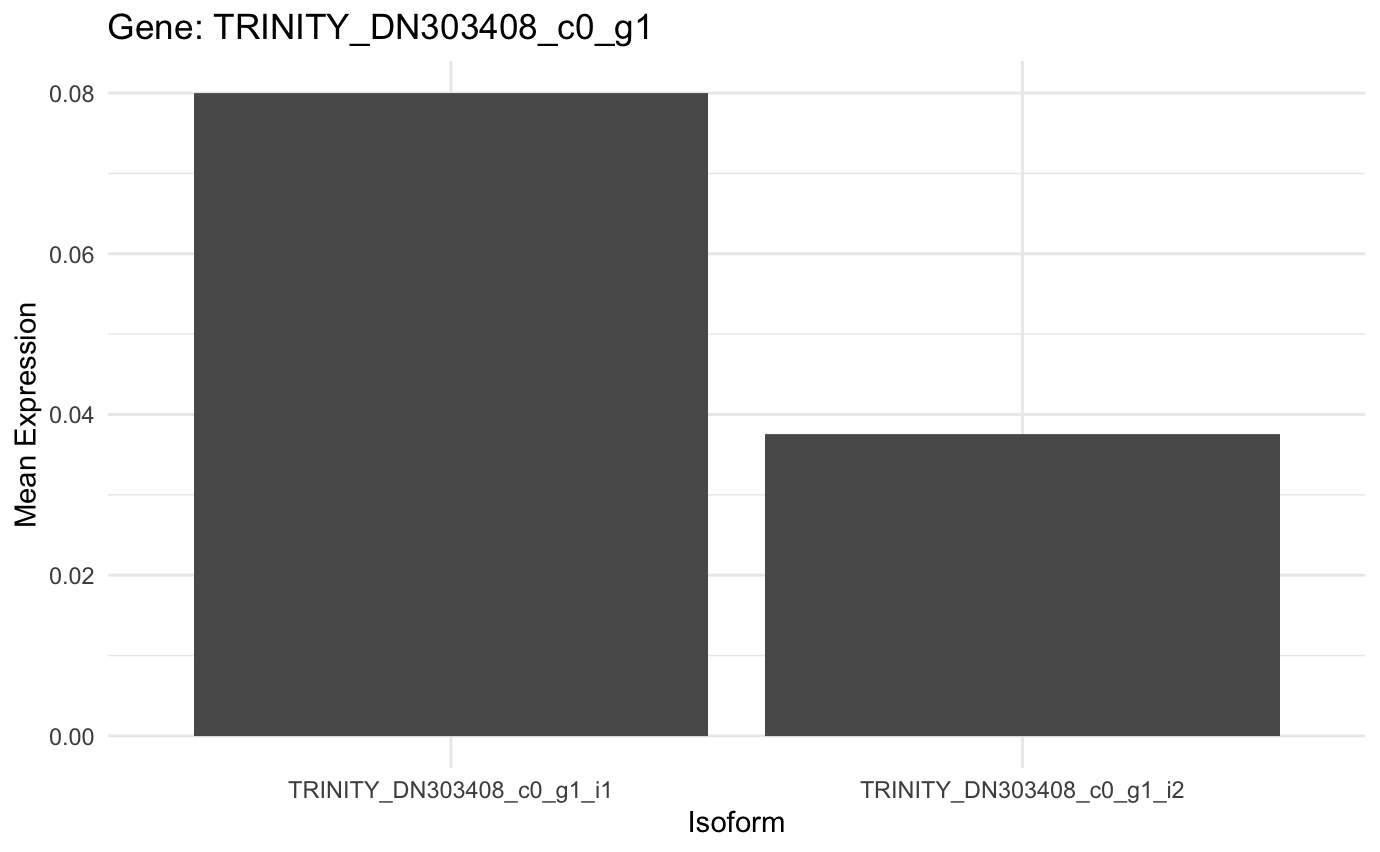 Gene: TRINITY_DN303408_c0_g1
Mean Expression
0.08
0.06
0.04
0.02
0.00
TRINITY_DN303408_c0_g1_i1
TRINITY_DN303408_c0_g1_i2
Isoform